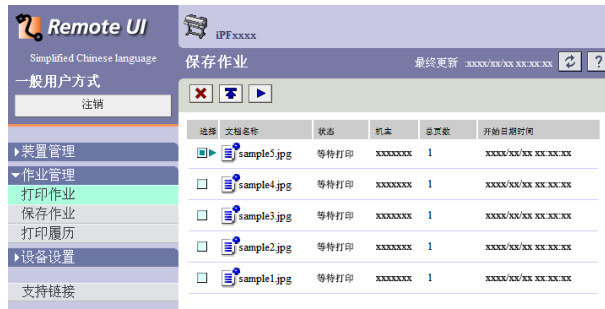 Remote UI
iPFxxxx
Simplified Chinese language
保存作业
最终更新 :xxxx/xx/xx xx:xx:xx
?
一般用户方式
注销
选择 文档名称 状态 机主 总页数 开始日期时间
▸装置管理
sample5.jpg 等待打印 xxxxxxx 1 xxxx/xx/xx xx:xx:xx
▾作业管理
打印作业
sample4.jpg 等待打印 xxxxxxx 1 xxxx/xx/xx xx:xx:xx
保存作业
sample3.jpg 等待打印 xxxxxxx 1 xxxx/xx/xx xx:xx:xx
打印履历
sample2.jpg 等待打印 xxxxxxx 1 xxxx/xx/xx xx:xx:xx
▸设备设置
sample1.jpg 等待打印 xxxxxxx 1 xxxx/xx/xx xx:xx:xx
支持链接